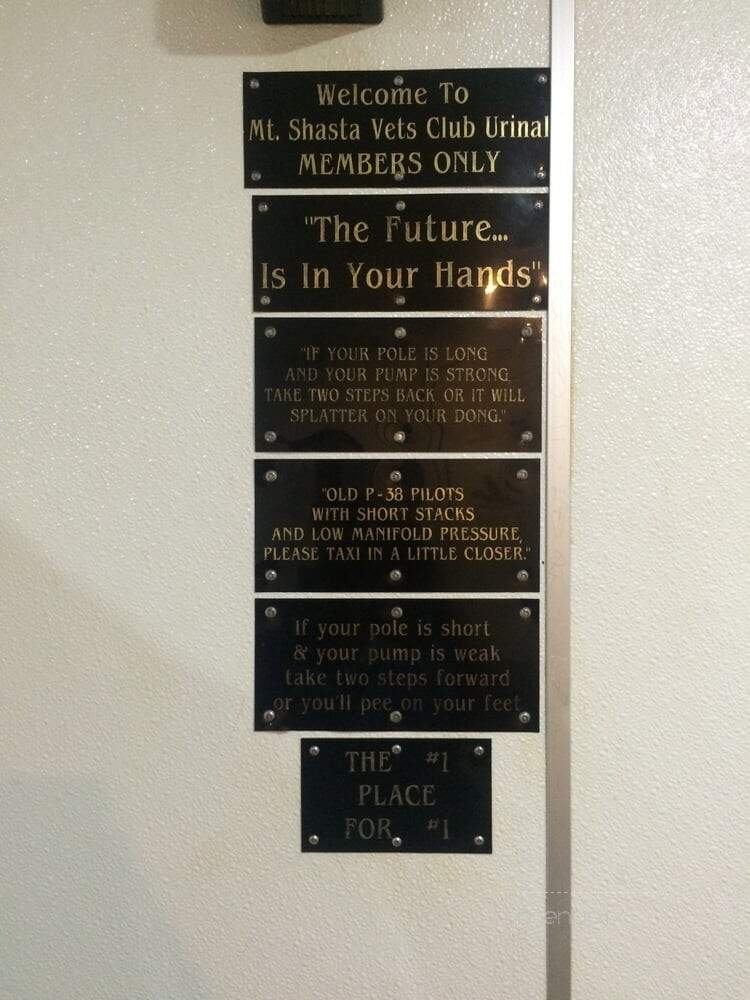 Welcome To
Mt. Shasta Vets Club Urinal
MEMBERS ONLY
"The Future...
Is In Your Hands"
"IF YOUR POLE IS LONG
AND YOUR PUMP IS STRONG
TAKE TWO STEPS BACK OR IT WILL
SPLATTER ON YOUR DONG."
"OLD P-38 PILOTS
WITH SHORT STACKS
AND LOW MANIFOLD PRESSURE,
PLEASE TAXI IN A LITTLE CLOSER."
If your pole is short
& your pump is weak
take two steps forward
or you'll pee on your feet
THE #1
PLACE
FOR #1